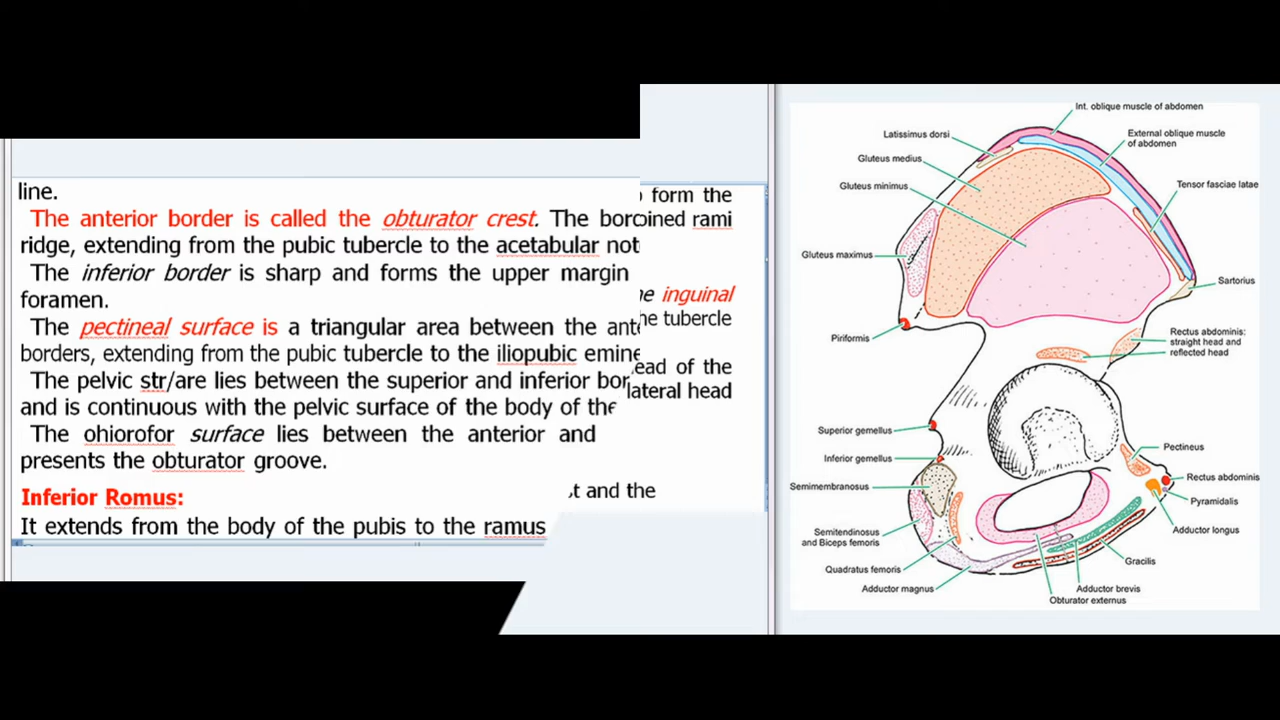 line.
The anterior border is called the obturator crest. The bor
ridge, extending from the pubic tubercle to the acetabular not
The inferior border is sharp and forms the upper margin
foramen.
The pectineal surface is a triangular area between the ante
borders, extending from the pubic tubercle to the iliopubic emine
The pelvic str/are lies between the superior and inferior bor
and is continuous with the pelvic surface of the body of the
The ohiorofor surface lies between the anterior and
presents the obturator groove.
Inferior Romus:
It extends from the body of the pubis to the ramus
form the
oined rami
inguinal
he tubercle
ead of the
lateral head
t and the
Int. oblique muscle of abdomen
Latissimus dorsi
External oblique muscle
of abdomen
Gluteus medius
Gluteus minimus
Tensor fasciae latae
Gluteus maximus
Sartorius
Piriformis
Rectus abdominis:
straight head and
reflected head
Superior gemellus
Inferior gemellus
Pectineus
Semimembranosus
Rectus abdominis
Pyramidalis
Semitendinosus
and Biceps femoris
Adductor longus
Quadratus femoris
Gracilis
Adductor magnus
Adductor brevis
Obturator externus